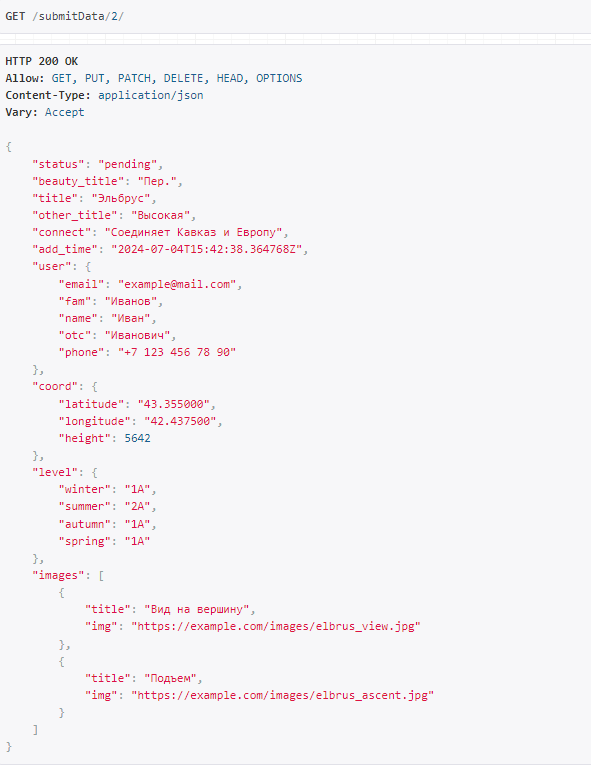 GET /submitData/2/
HTTP 200 OK
Allow: GET, PUT, PATCH, DELETE, HEAD, OPTIONS
Content-Type: application/json
Vary: Accept
{
    "status": "pending",
    "beauty_title": "Пер.",
    "title": "Эльбрус",
    "other_title": "Высокая",
    "connect": "Соединяет Кавказ и Европу",
    "add_time": "2024-07-04T15:42:38.364768Z",
    "user": {
        "email": "example@mail.com",
        "fam": "Иванов",
        "name": "Иван",
        "otc": "Иванович",
        "phone": "+7 123 456 78 90"
    },
    "coord": {
        "latitude": "43.355000",
        "longitude": "42.437500",
        "height": 5642
    },
    "level": {
        "winter": "1A",
        "summer": "2A",
        "autumn": "1A",
        "spring": "1A"
    },
    "images": [
        {
            "title": "Вид на вершину",
            "img": "https://example.com/images/elbrus_view.jpg"
        },
        {
            "title": "Подъем",
            "img": "https://example.com/images/elbrus_ascent.jpg"
        }
    ]
}